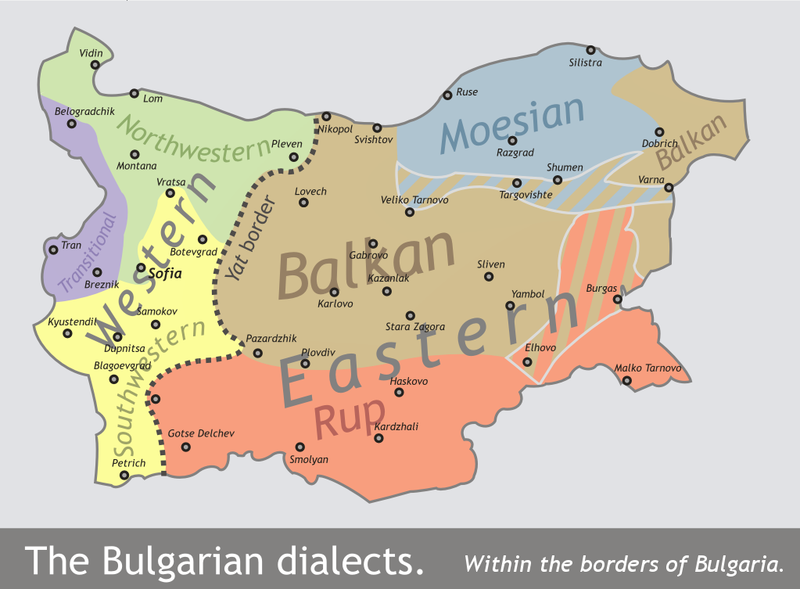 Vidin
Lom
Belogradchik
Northwestern
Montana
Pleven
Nikopol
Svishtov
Ruse
Silistra
Moesian
Razgrad
Dobrich
Balkan
Shumen
Targovishte
Varna
Vratsa
Western
Lovech
Veliko Tarnovo
Yat border
Tran
Transitional
Botevgrad
Sofia
Breznik
Gabrovo
Balkan
Kazanlak
Karlovo
Sliven
Yambol
Burgas
Kyustendil
Samokov
Dupnitsa
Southwestern
Stara Zagora
Eastern
Pazardzhik
Plovdiv
Elhovo
Malko Tarnovo
Blagoevgrad
Haskovo
Rup
Kardzhali
Gotse Delchev
Smolyan
Petrich
The Bulgarian dialects.
Within the borders of Bulgaria.